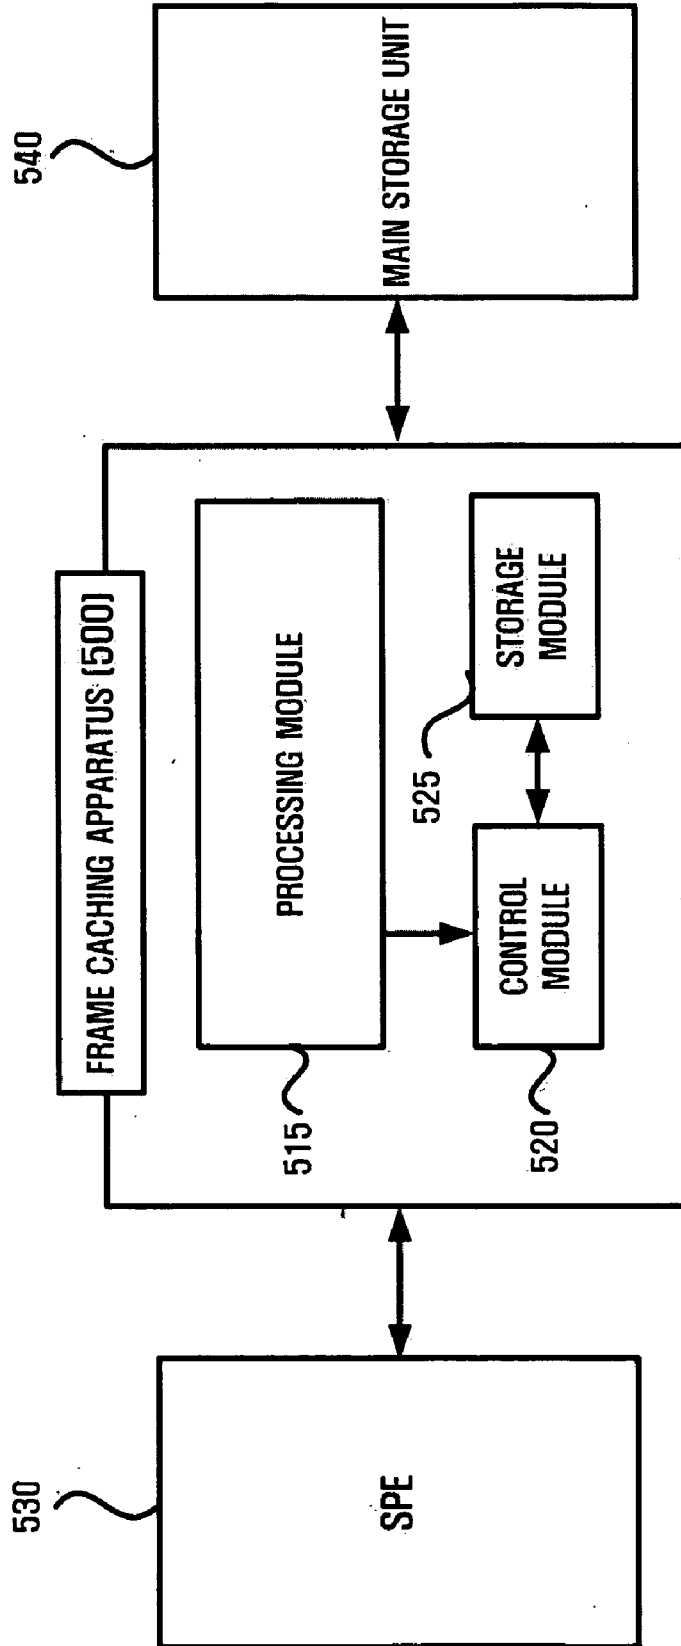 530
SPE
FRAME CACHING APPARATUS (500)
PROCESSING MODULE
515
CONTROL
MODULE
520
STORAGE
MODULE
525
540
MAIN STORAGE UNIT